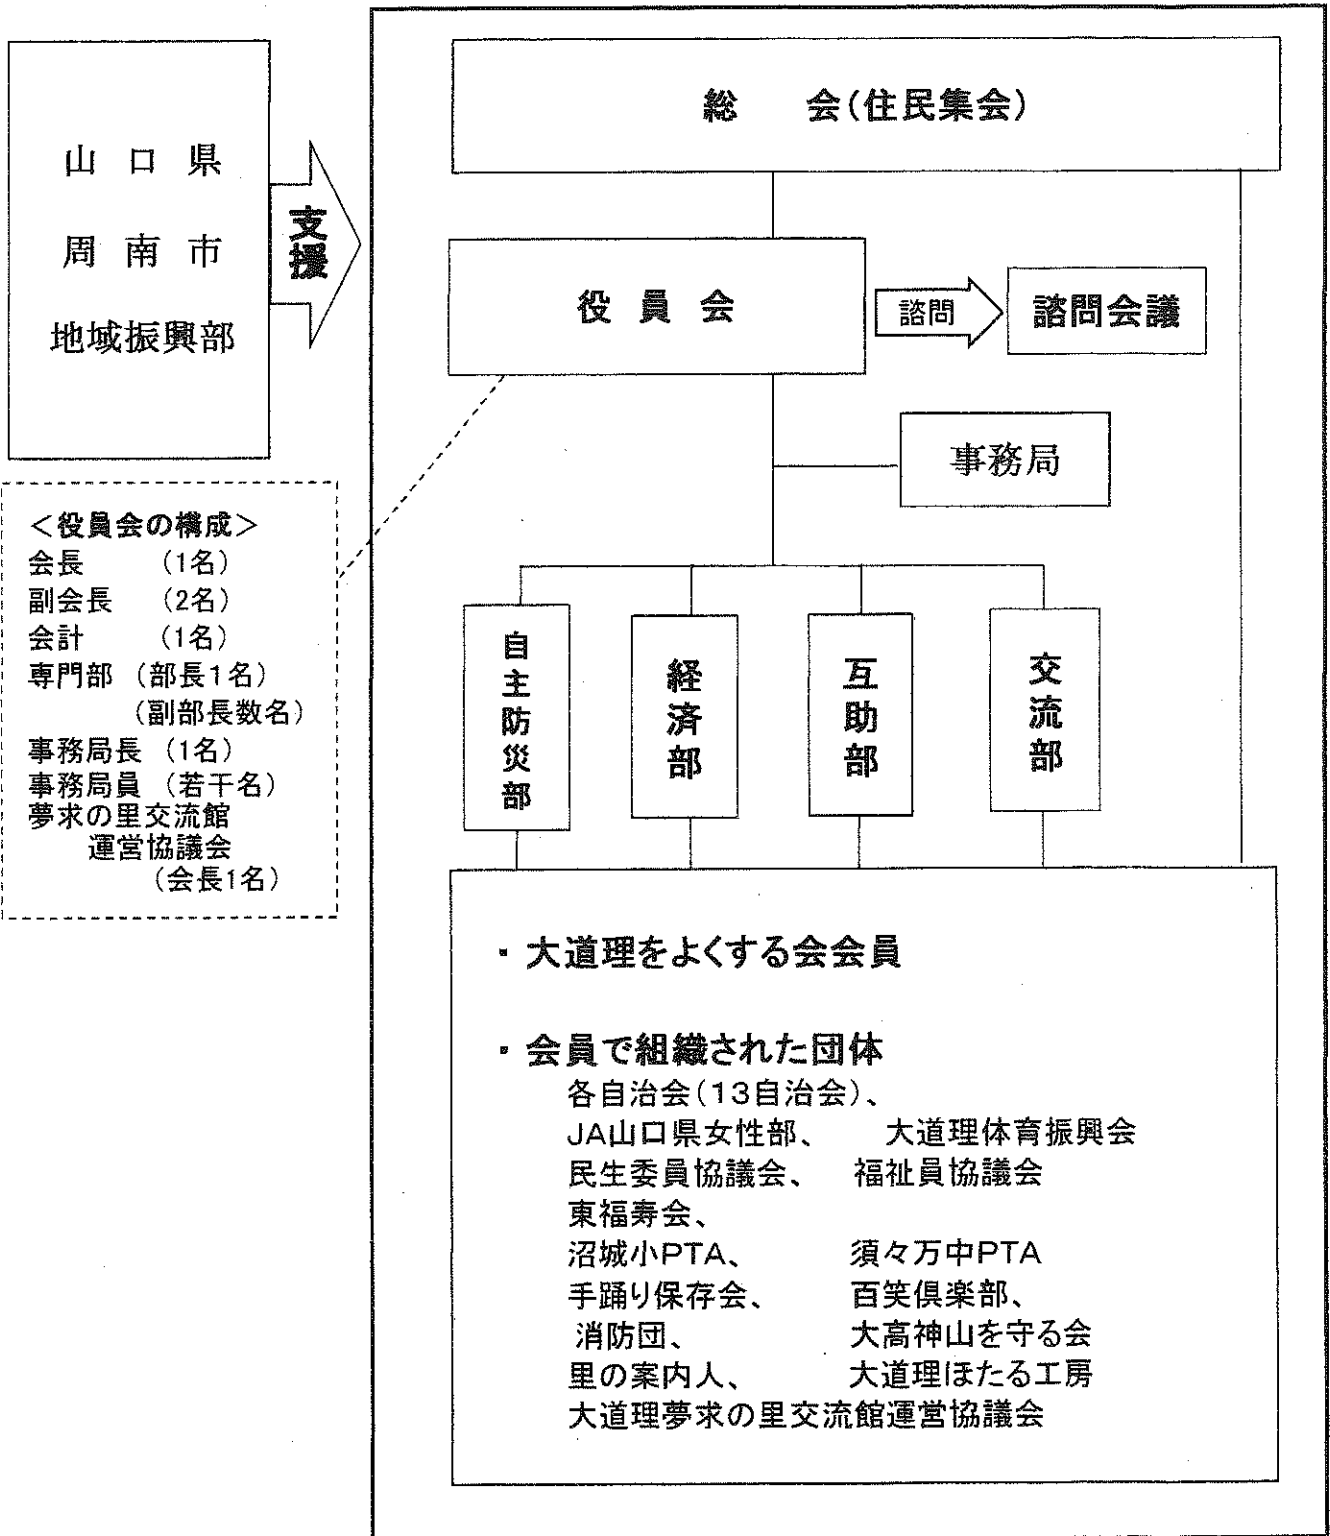 山口県
周南市
地域振興部
支援
総　会(住民集会)
役員会
諮問
諮問会議
事務局
＜役員会の構成＞
会長　（1名）
副会長　（2名）
会計　（1名）
専門部　（部長1名）
（副部長数名）
事務局長　（1名）
事務局員　（若干名）
夢求の里交流館
運営協議会
（会長1名）
自主防災部
経済部
互助部
交流部
・大道理をよくする会会員
・会員で組織された団体
各自治会(13自治会)、
JA山口県女性部、　大道理体育振興会
民生委員協議会、　福祉員協議会
東福寿会、
沼城小PTA、　須々万中PTA
手踊り保存会、　百笑倶楽部、
消防団、　大高神山を守る会
里の案内人、　大道理ほたる工房
大道理夢求の里交流館運営協議会